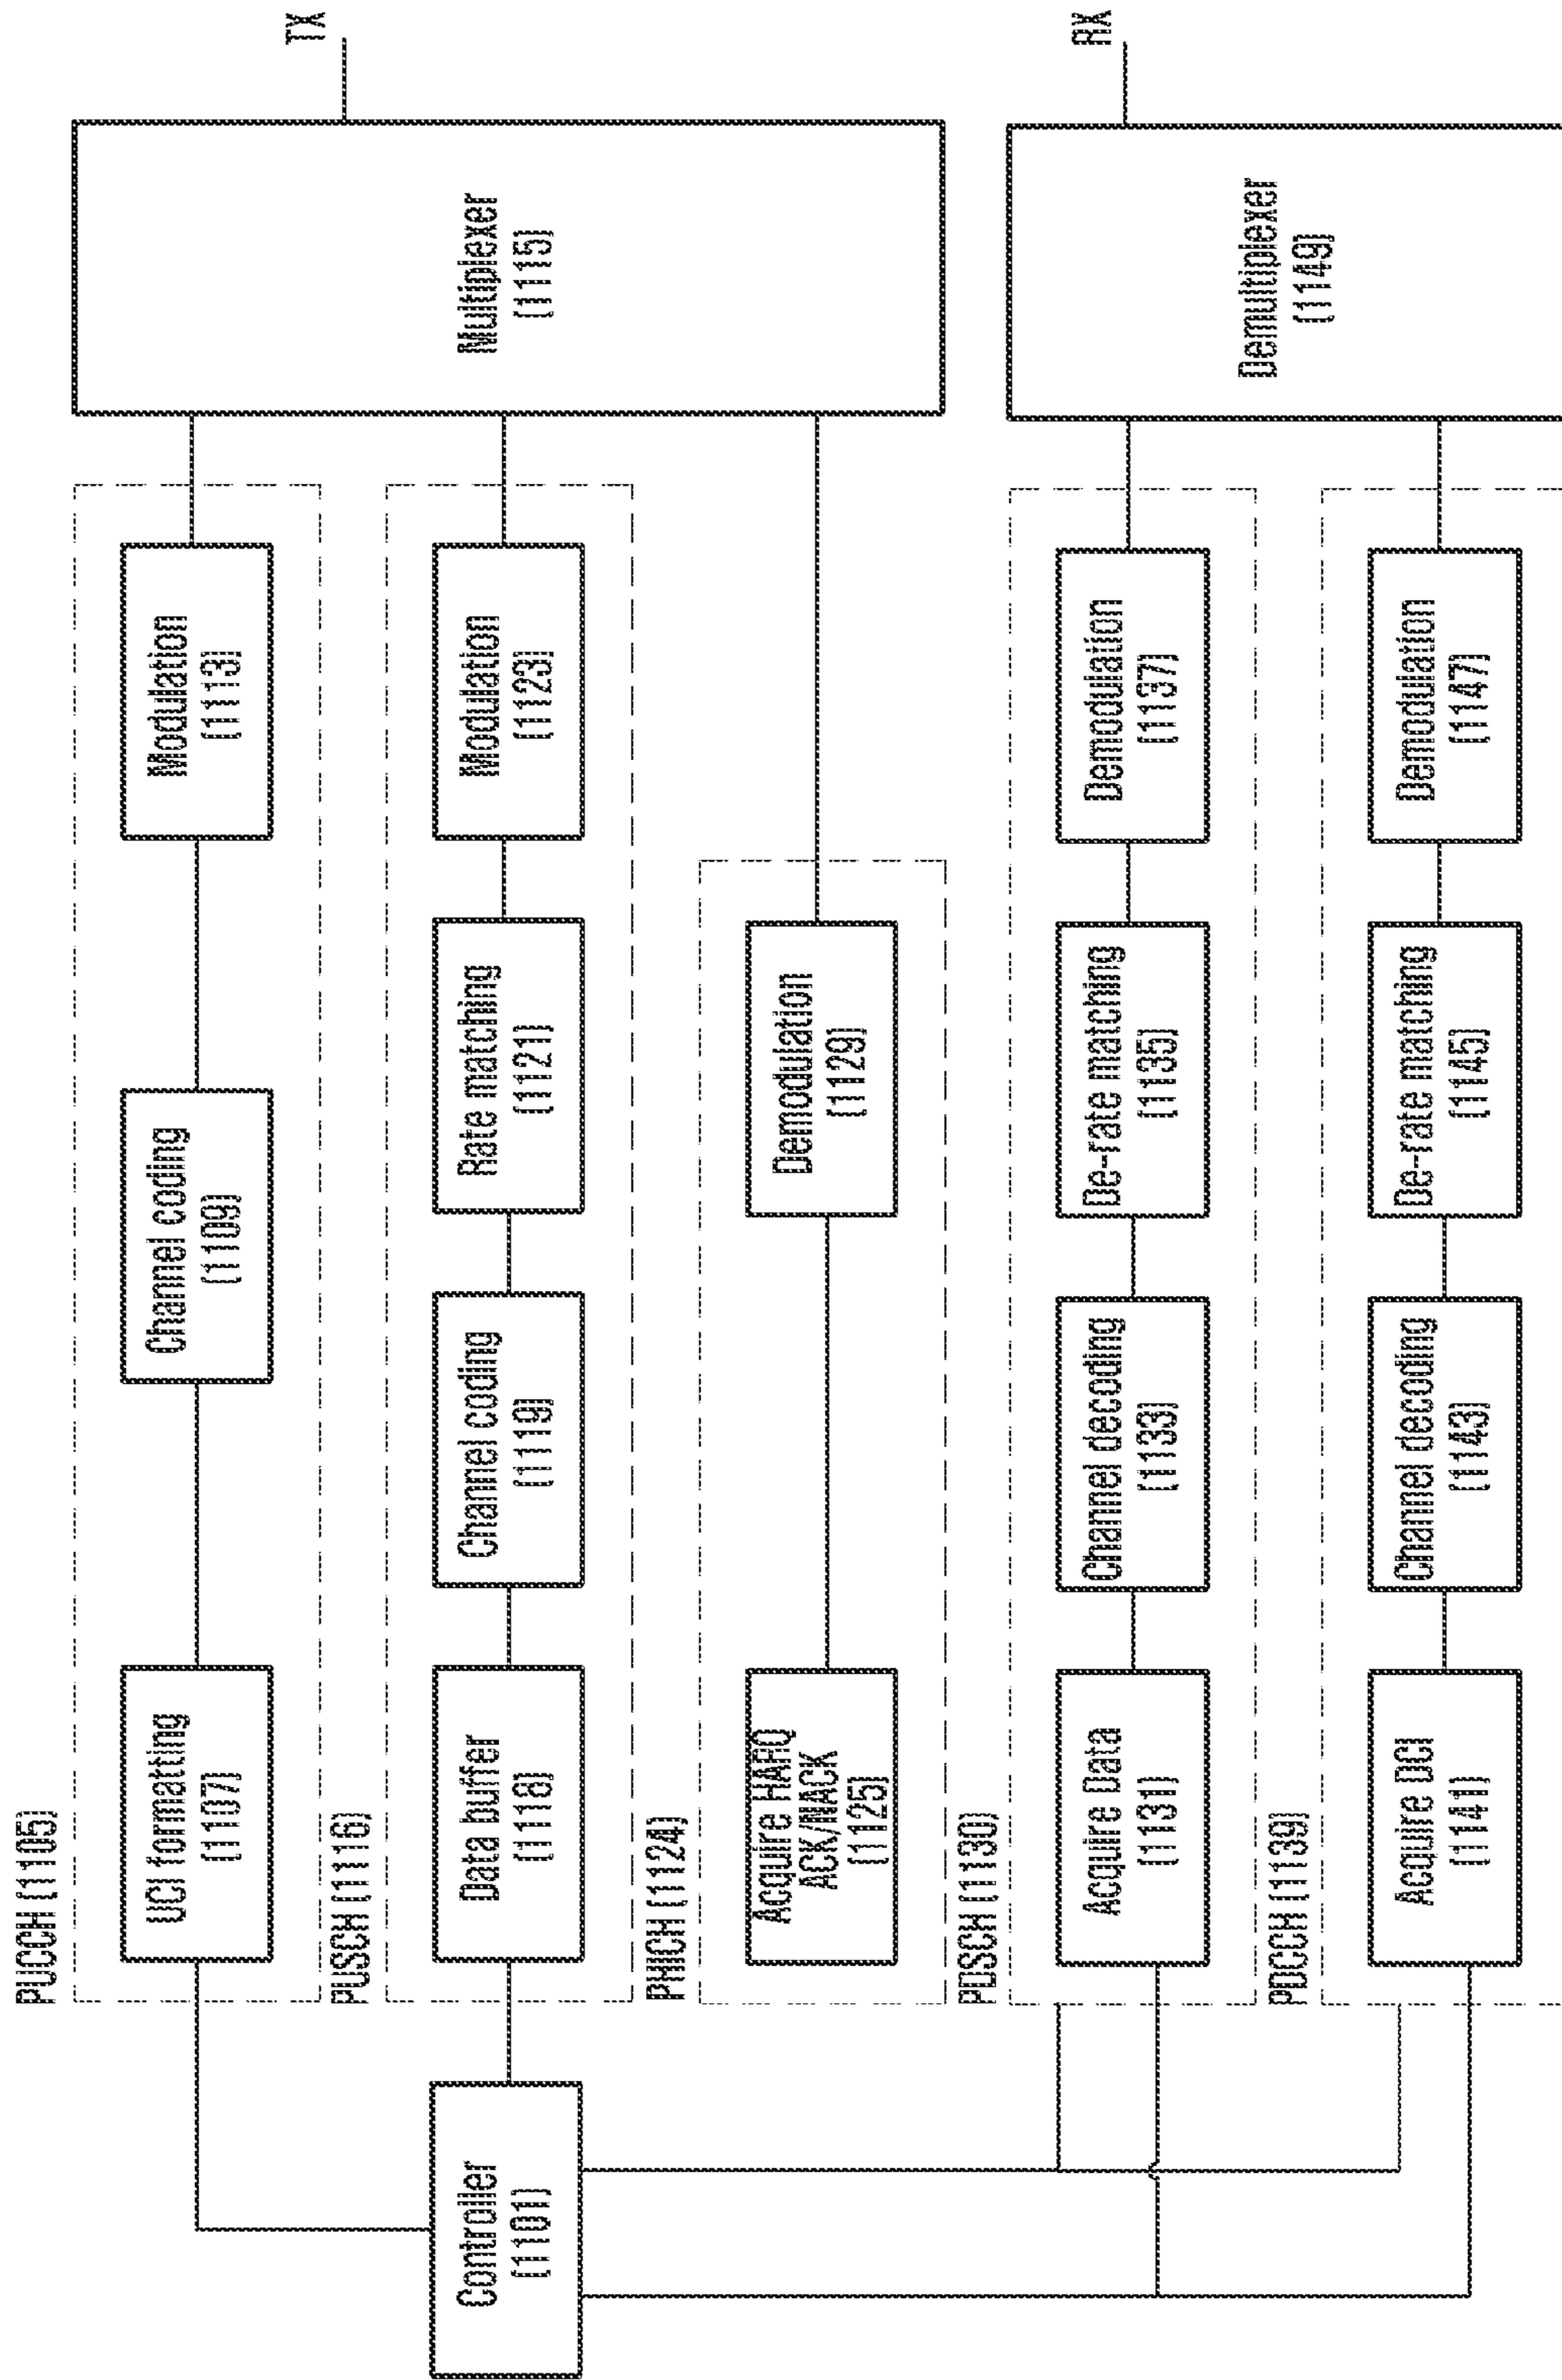 PUCCH (1105)
UCI formatting
(1107)
Channel coding
(1109)
Modulation
(1113)
PUSCH (1116)
Controller
(1101)
Data buffer
(1118)
Channel coding
(1119)
Rate matching
(1121)
Modulation
(1123)
Multiplexer
(1115)
TX
PHICH (1124)
Acquire HARQ
ACK/NACK
(1125)
Demodulation
(1129)
PDSCH (1130)
Acquire Data
(1131)
Channel decoding
(1133)
De-rate matching
(1135)
Demodulation
(1137)
PDCCH (1139)
Acquire DCI
(1141)
Channel decoding
(1143)
De-rate matching
(1145)
Demodulation
(1147)
Demultiplexer
(1149)
RX